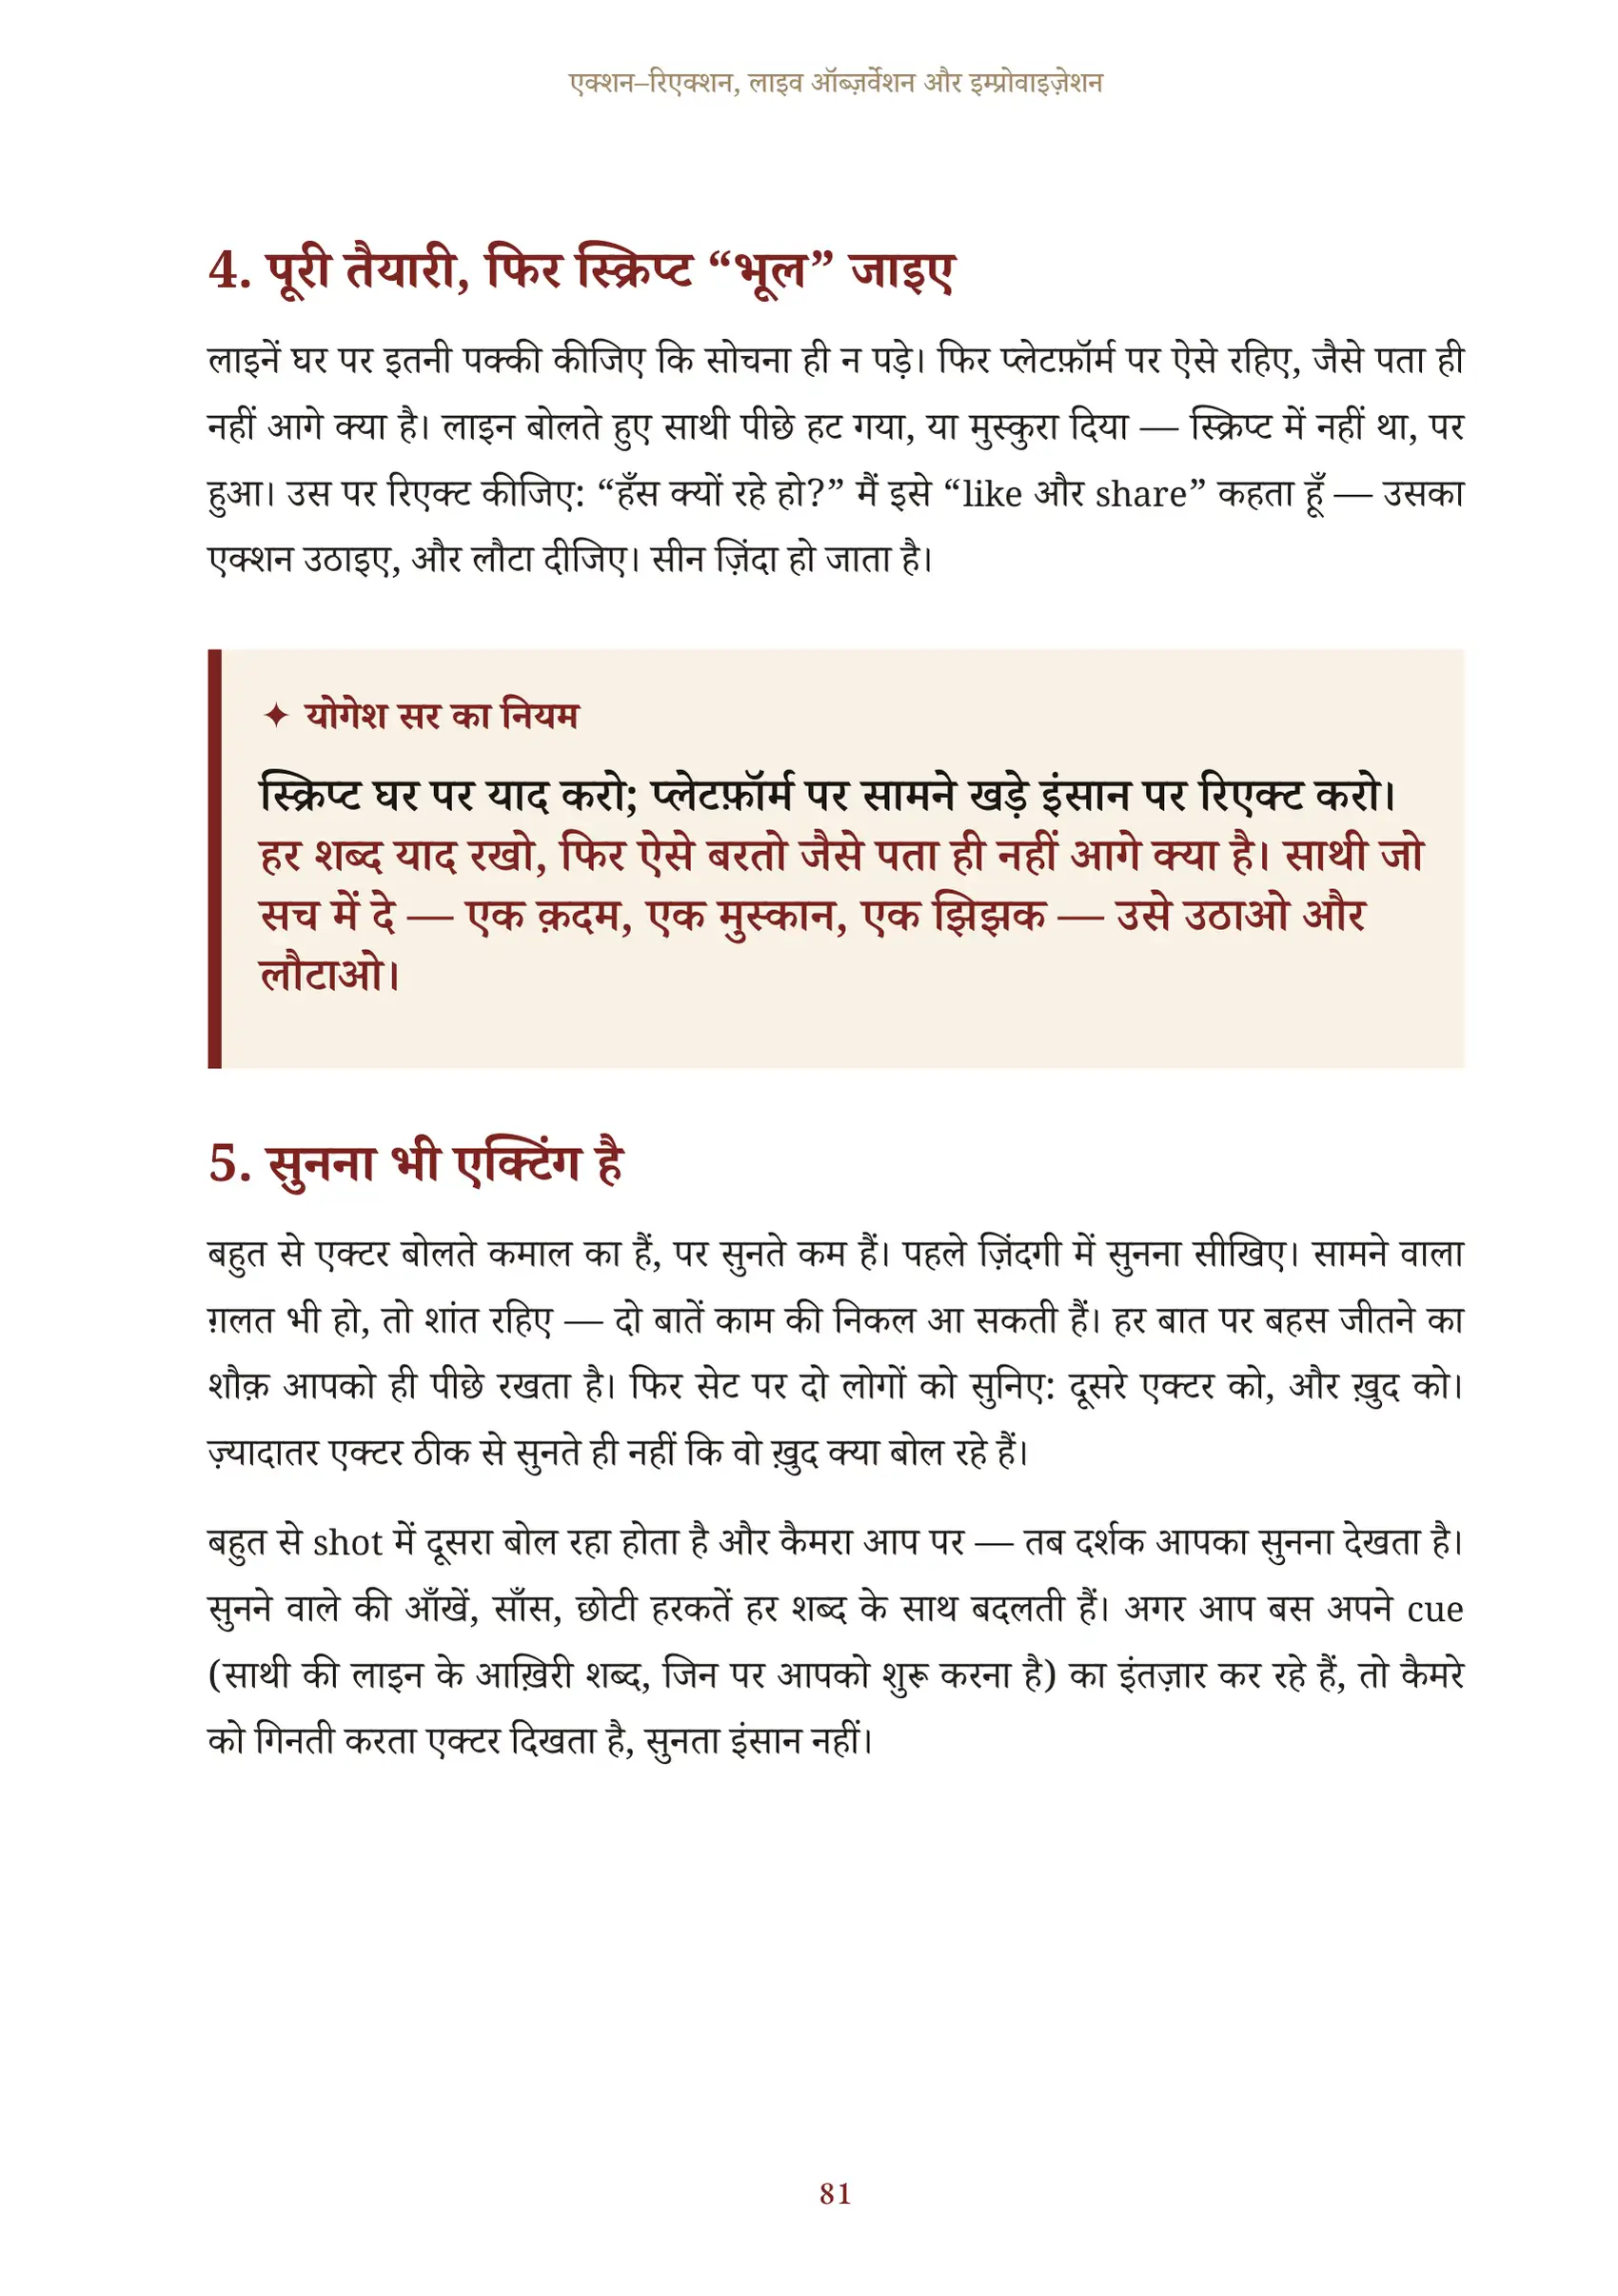 एक्शन–रिएक्शन, लाइव ऑब्ज़र्वेशन और इम्प्रोवाइज़ेशन
4. पूरी तैयारी, फिर स्क्रिप्ट “भूल” जाइए
लाइनें घर पर इतनी पक्की कीजिए कि सोचना ही न पड़े। फिर प्लेटफ़ॉर्म पर ऐसे रहिए, जैसे पता ही
नहीं आगे क्या है। लाइन बोलते हुए साथी पीछे हट गया, या मुस्कुरा दिया — स्क्रिप्ट में नहीं था, पर
हुआ। उस पर रिएक्ट कीजिए: “हँस क्यों रहे हो?” मैं इसे “like और share” कहता हूँ — उसका
एक्शन उठाइए, और लौटा दीजिए। सीन ज़िंदा हो जाता है।
✦ योगेश सर का नियम
स्क्रिप्ट घर पर याद करो; प्लेटफ़ॉर्म पर सामने खड़े इंसान पर रिएक्ट करो।
हर शब्द याद रखो, फिर ऐसे बरतो जैसे पता ही नहीं आगे क्या है। साथी जो
सच में दे — एक क़दम, एक मुस्कान, एक झिझक — उसे उठाओ और
लौटाओ।
5. सुनना भी एक्टिंग है
बहुत से एक्टर बोलते कमाल का हैं, पर सुनते कम हैं। पहले ज़िंदगी में सुनना सीखिए। सामने वाला
ग़लत भी हो, तो शांत रहिए — दो बातें काम की निकल आ सकती हैं। हर बात पर बहस जीतने का
शौक़ आपको ही पीछे रखता है। फिर सेट पर दो लोगों को सुनिए: दूसरे एक्टर को, और ख़ुद को।
ज़्यादातर एक्टर ठीक से सुनते ही नहीं कि वो ख़ुद क्या बोल रहे हैं।
बहुत से shot में दूसरा बोल रहा होता है और कैमरा आप पर — तब दर्शक आपका सुनना देखता है।
सुनने वाले की आँखें, साँस, छोटी हरकतें हर शब्द के साथ बदलती हैं। अगर आप बस अपने cue
(साथी की लाइन के आख़िरी शब्द, जिन पर आपको शुरू करना है) का इंतज़ार कर रहे हैं, तो कैमरे
को गिनती करता एक्टर दिखता है, सुनता इंसान नहीं।
81